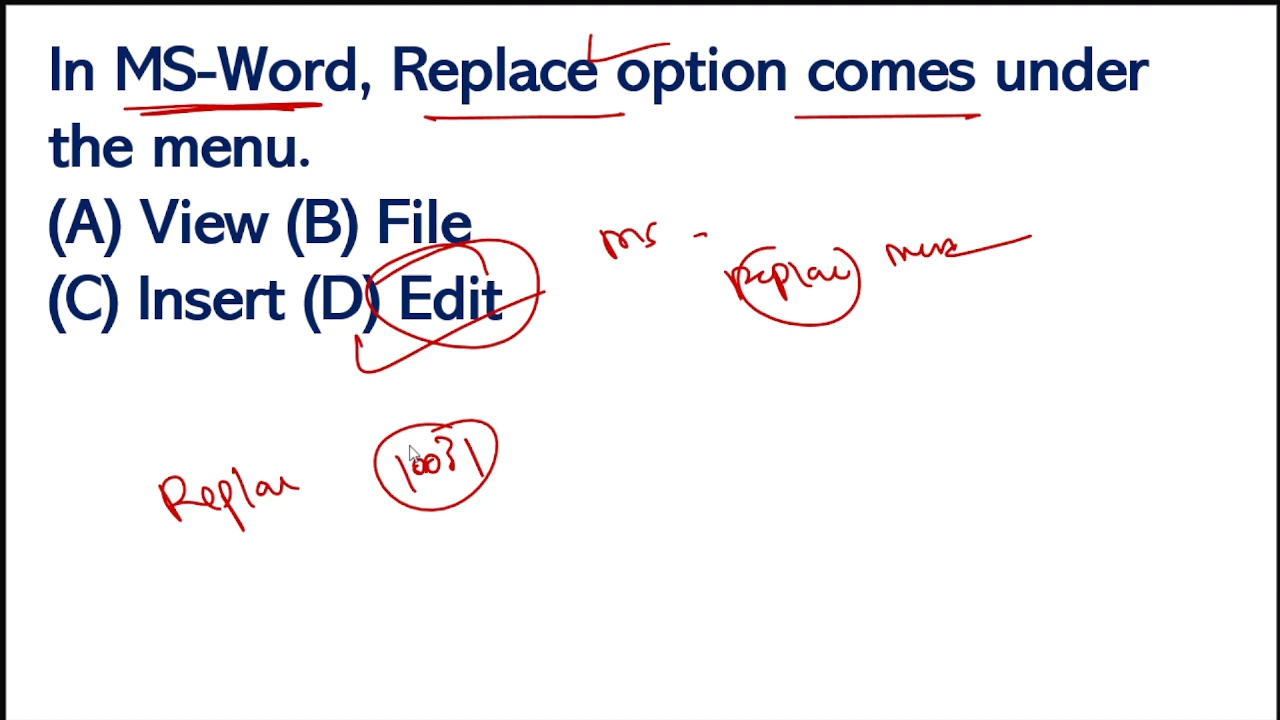 In MS-Word, Replace option comes under
the menu.
(A) View (B) File
(C) Insert (D) Edit
MS -
Replace
Replace